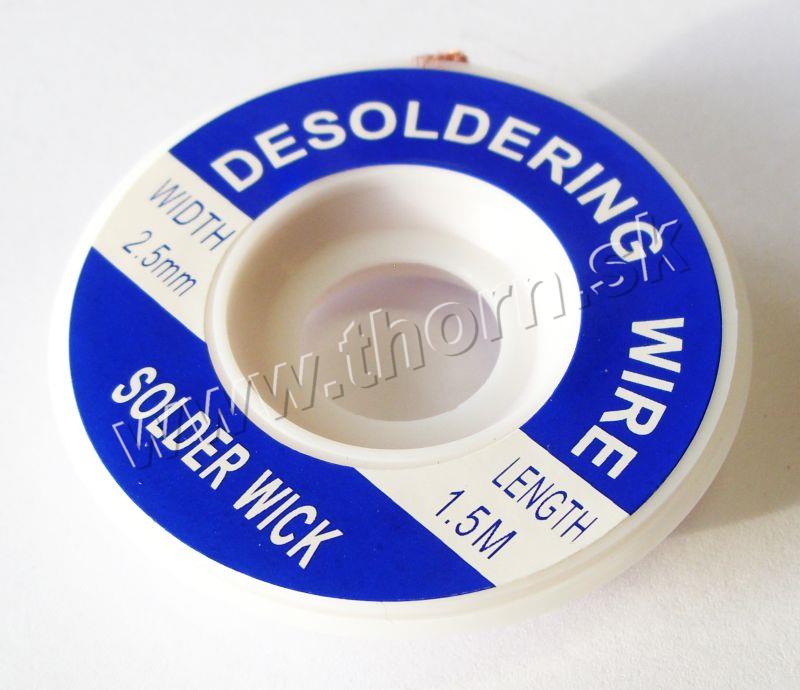 DESOLDERING WIRE
WIDTH
2.5mm
www.thorn.sk
SOLDER WICK
LENGTH
1.5M